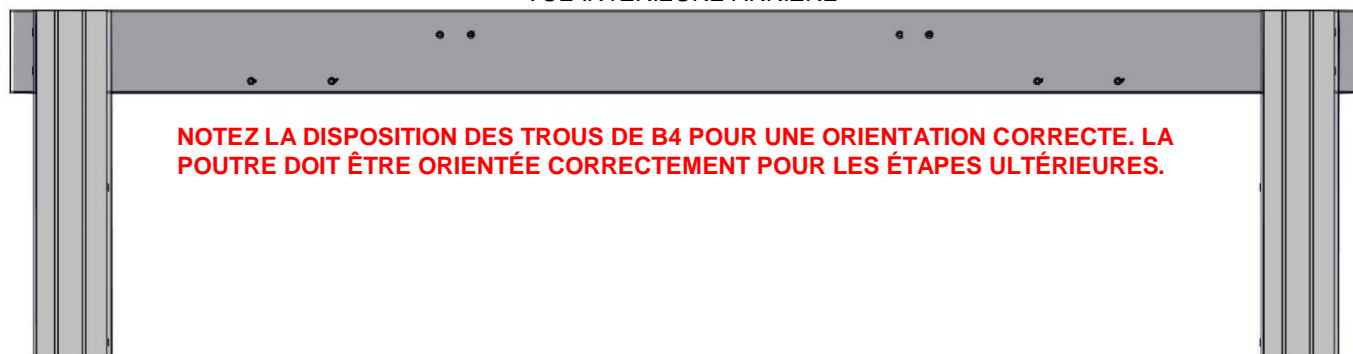 NOTEZ LA DISPOSITION DES TROUS DE B4 POUR UNE ORIENTATION CORRECTE. LA
POUTRE DOIT ÊTRE ORIENTÉE CORRECTEMENT POUR LES ÉTAPES ULTÉRIEURES.